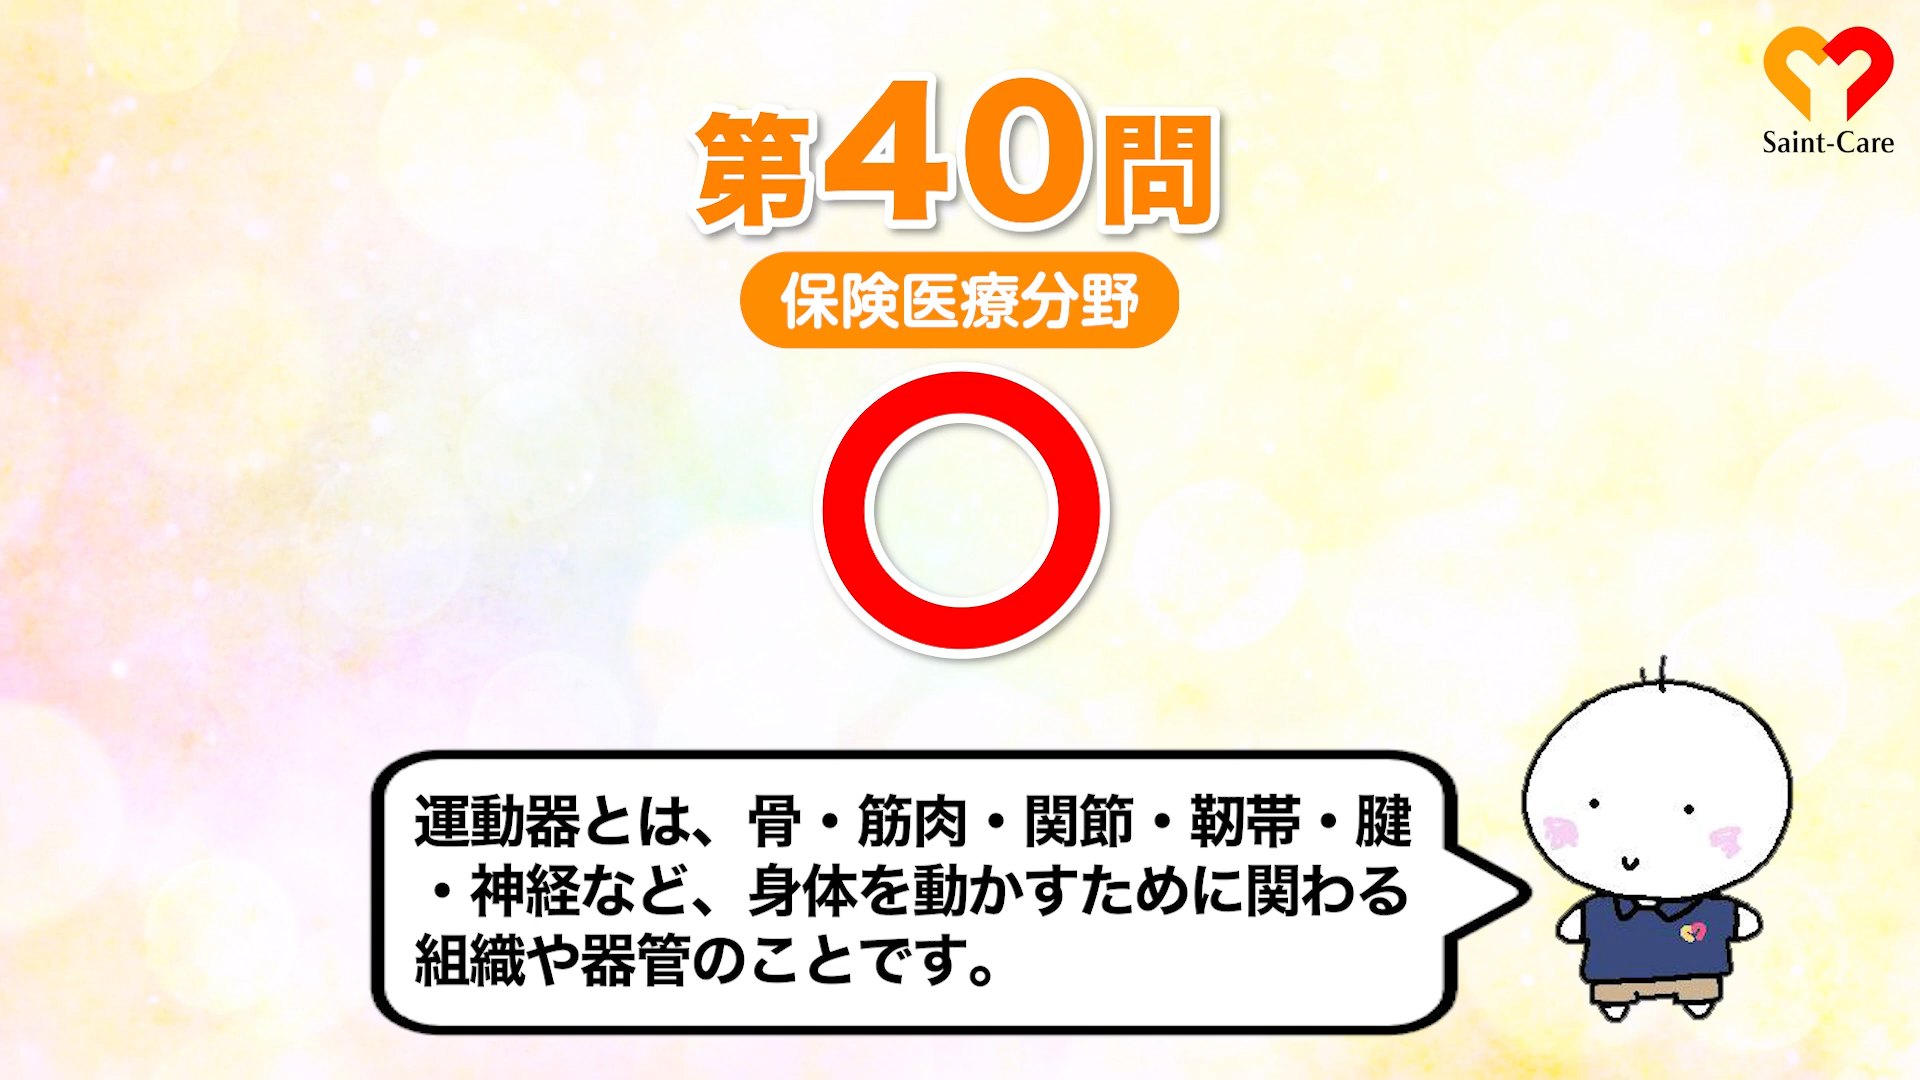 Saint-Care
第40問
保険医療分野
運動器とは、骨・筋肉・関節・靭帯・腱
・神経など、身体を動かすために関わる
組織や器管のことです。